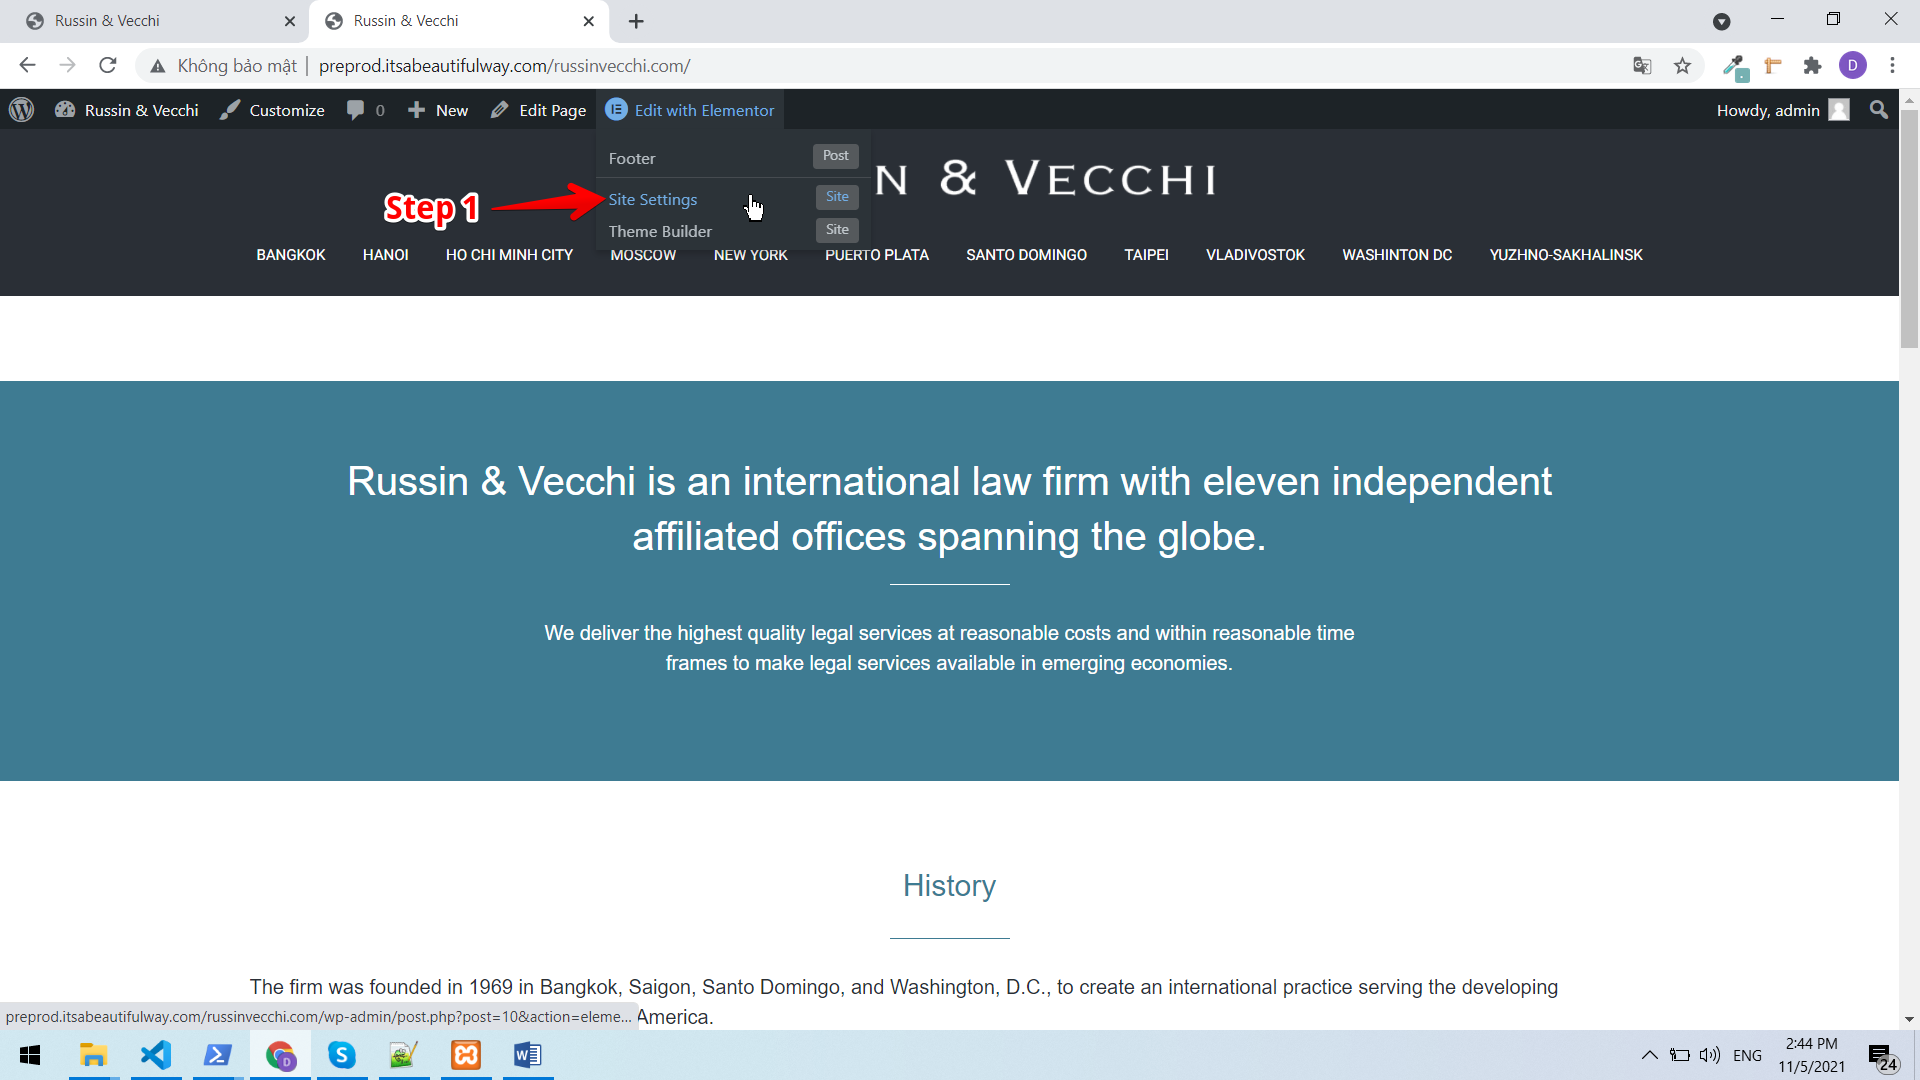 Russin & Vecchi
Russin & Vecchi
Không bảo mật
preprod.itsabeautifulway.com/russinvecchi.com/
D
Russin & Vecchi
Customize
0
New
Edit Page
Edit with Elementor
Howdy, admin
Footer
Post
Step 1
Site Settings
Site
Theme Builder
Site
N & VECCHI
BANGKOK
HANOI
HO CHI MINH CITY
MOSCOW
NEW YORK
PUERTO PLATA
SANTO DOMINGO
TAIPEI
VLADIVOSTOK
WASHINTON DC
YUZHNO-SAKHALINSK
Russin & Vecchi is an international law firm with eleven independent
affiliated offices spanning the globe.
We deliver the highest quality legal services at reasonable costs and within reasonable time
frames to make legal services available in emerging economies.
History
The firm was founded in 1969 in Bangkok, Saigon, Santo Domingo, and Washington, D.C., to create an international practice serving the developing
America.
preprod.itsabeautifulway.com/russinvecchi.com/wp-admin/post.php?post=10&action=eleme...
ENG
2:44 PM
11/5/2021
24